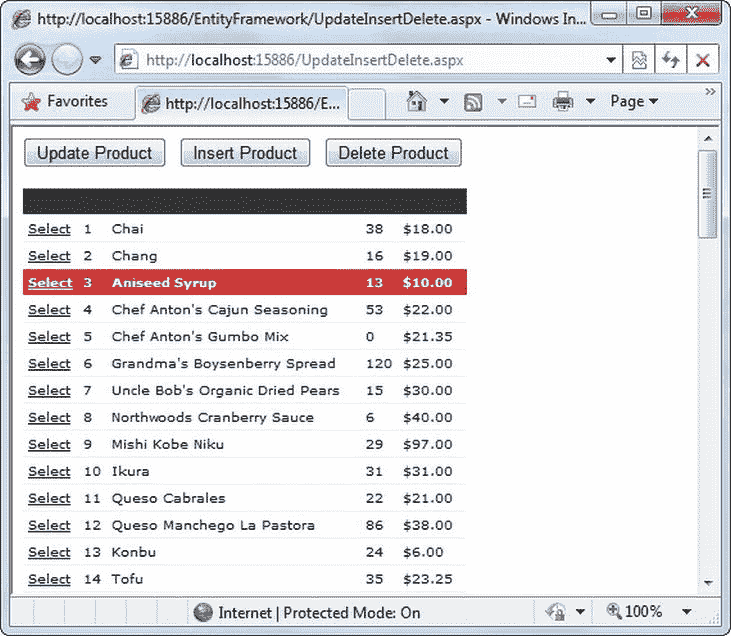 http://localhost:15886/EntityFramework/UpdateInsertDelete.aspx - Windows In...
http://localhost:15886/UpdateInsertDelete.aspx
Favorites
http://localhost:15886/E...
Page
Update Product Insert Product Delete Product
Select 1 Chai 38 $18.00
Select 2 Chang 16 $19.00
Select 3 Aniseed Syrup 13 $10.00
Select 4 Chef Anton's Cajun Seasoning 53 $22.00
Select 5 Chef Anton's Gumbo Mix 0 $21.35
Select 6 Grandma's Boysenberry Spread 120 $25.00
Select 7 Uncle Bob's Organic Dried Pears 15 $30.00
Select 8 Northwoods Cranberry Sauce 6 $40.00
Select 9 Mishi Kobe Niku 29 $97.00
Select 10 Ikura 31 $31.00
Select 11 Queso Cabrales 22 $21.00
Select 12 Queso Manchego La Pastora 86 $38.00
Select 13 Konbu 24 $6.00
Select 14 Tofu 35 $23.25
Internet | Protected Mode: On 100%